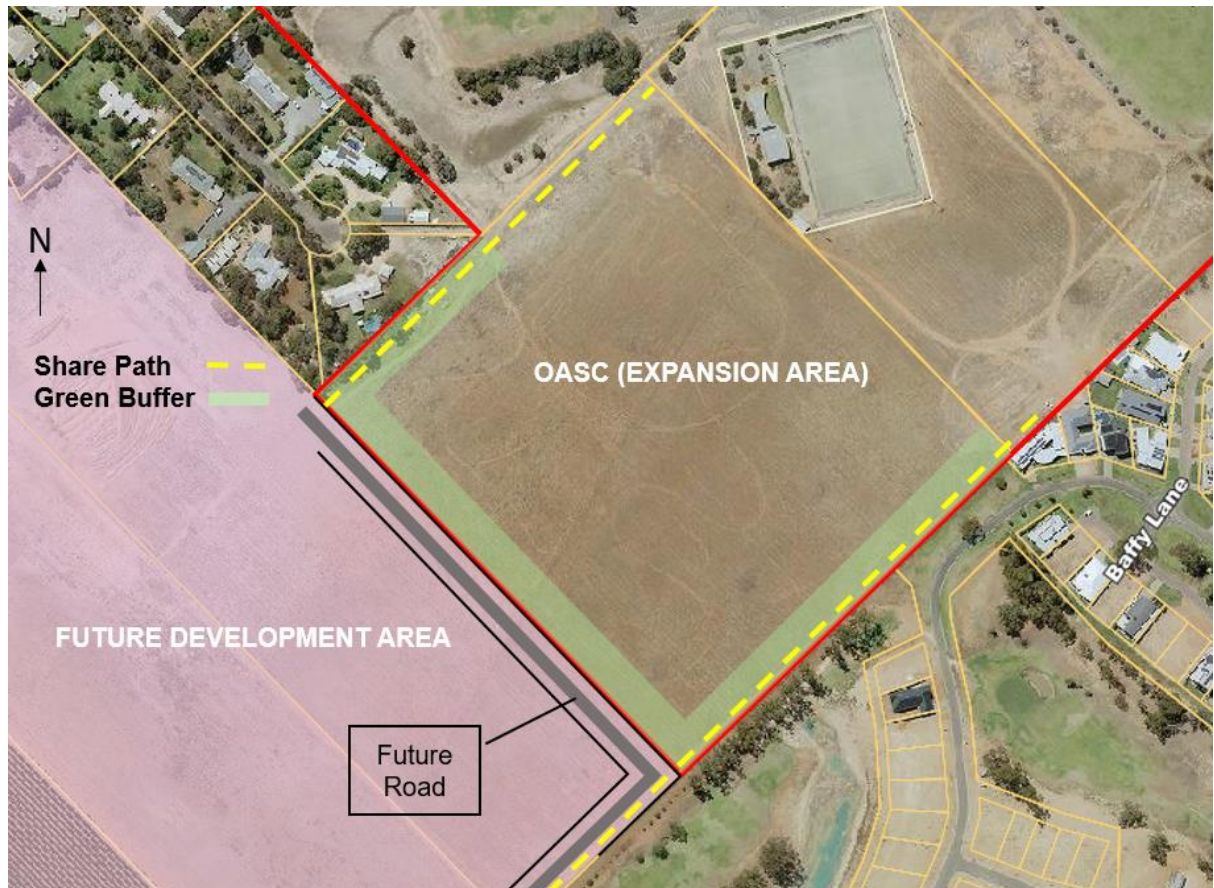 N
Share Path
Green Buffer
OASC (EXPANSION AREA)
FUTURE DEVELOPMENT AREA
Future
Road
Baffy Lane